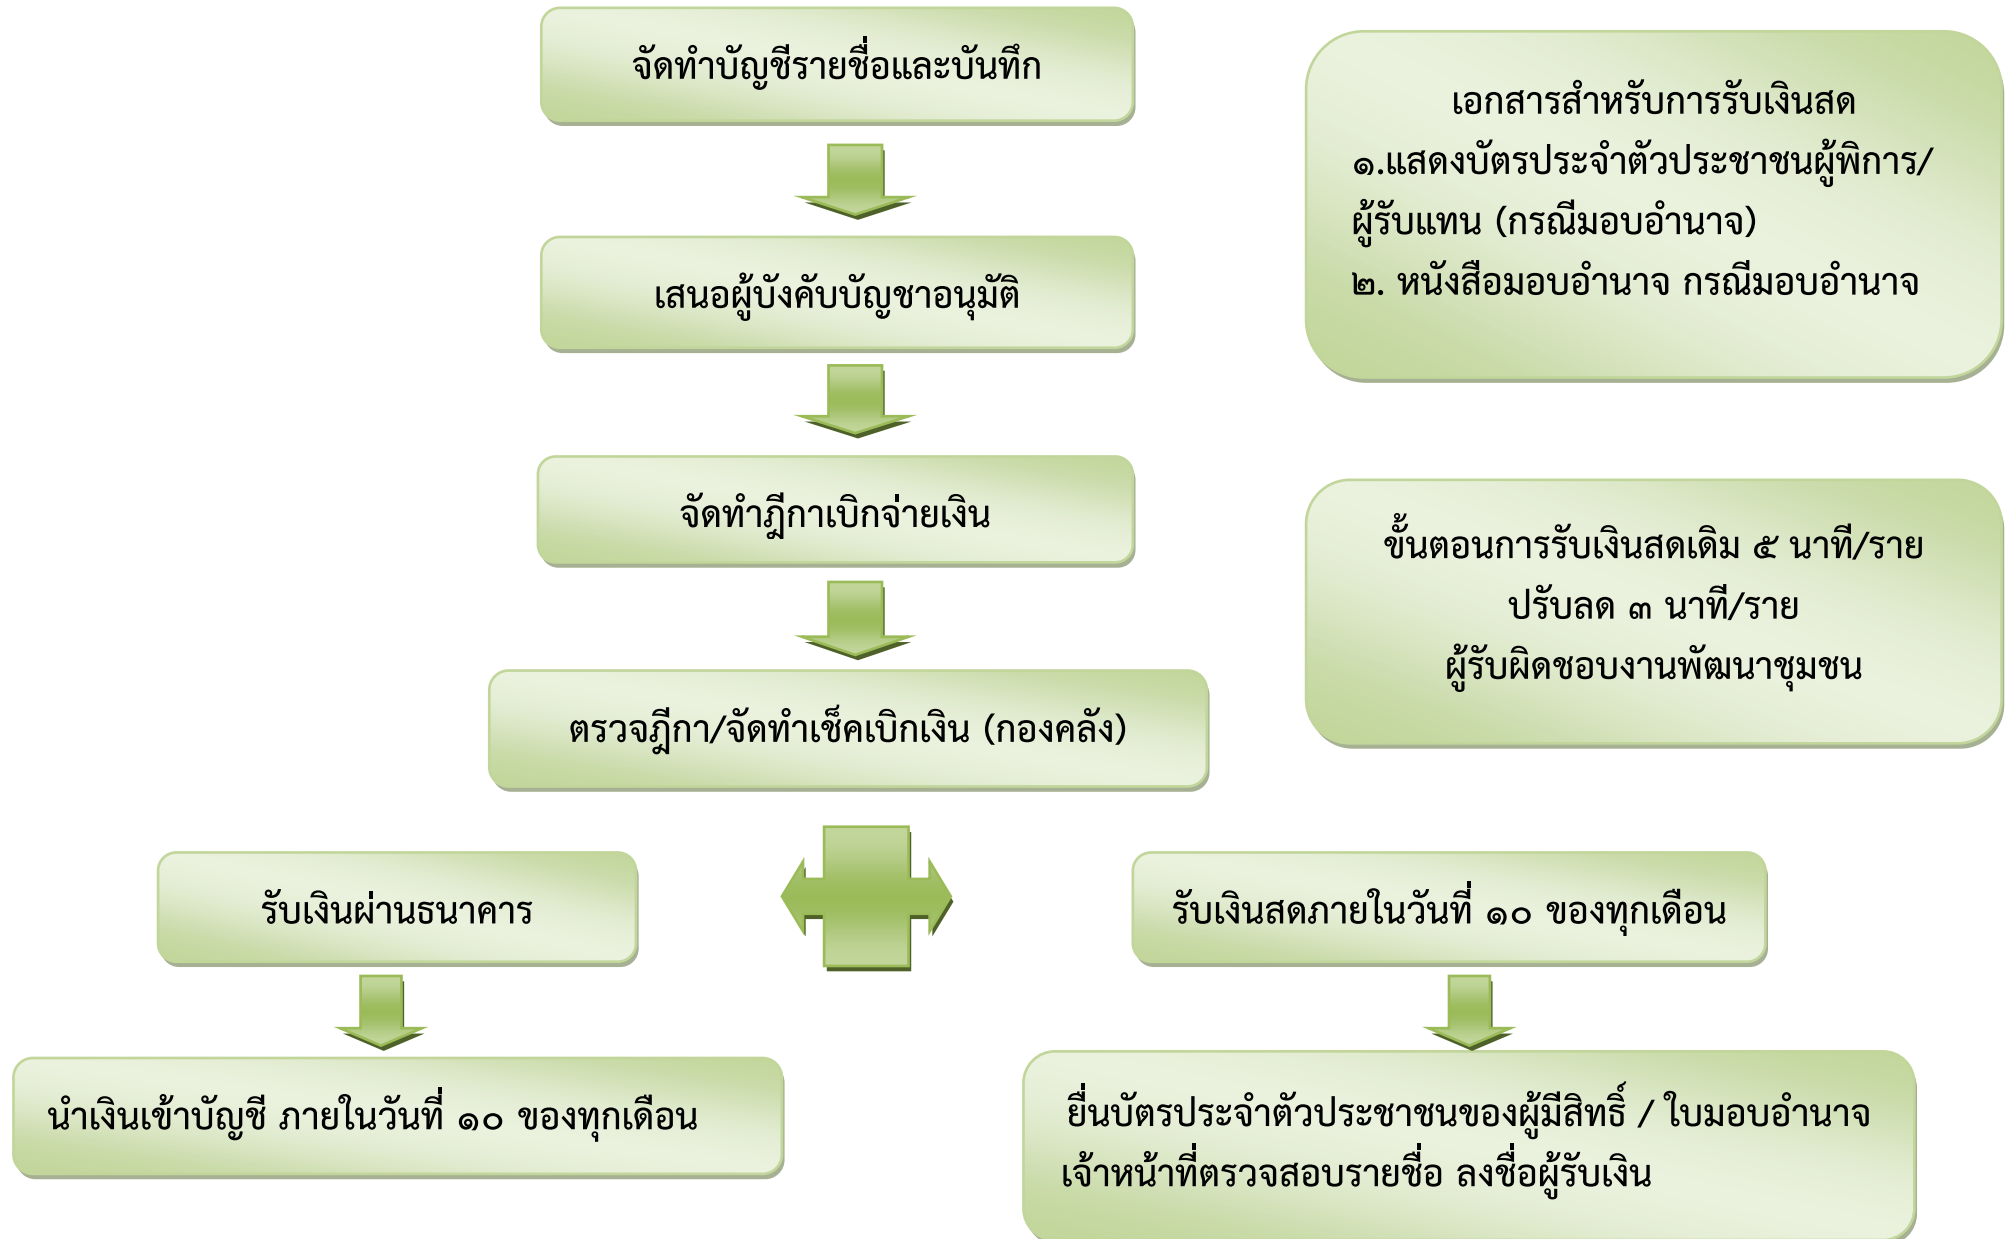 จัดทำบัญชีรายชื่อและบันทึก
เสนอผู้บังคับบัญชาอนุมัติ
จัดทำฎีกาเบิกจ่ายเงิน
ตรวจฎีกา/จัดทำเช็คเบิกเงิน (กองคลัง)
รับเงินผ่านธนาคาร
นำเงินเข้าบัญชี ภายในวันที่ ๑๐ ของทุกเดือน
รับเงินสดภายในวันที่ ๑๐ ของทุกเดือน
ยื่นบัตรประจำตัวประชาชนของผู้มีสิทธิ์ / ใบมอบอำนาจ
เจ้าหน้าที่ตรวจสอบรายชื่อ ลงชื่อผู้รับเงิน
เอกสารสำหรับการรับเงินสด
๑.แสดงบัตรประจำตัวประชาชนผู้พิการ/
ผู้รับแทน (กรณีมอบอำนาจ)
๒. หนังสือมอบอำนาจ กรณีมอบอำนาจ
ขั้นตอนการรับเงินสดเดิม ๕ นาที/ราย
ปรับลด ๓ นาที/ราย
ผู้รับผิดชอบงานพัฒนาชุมชน